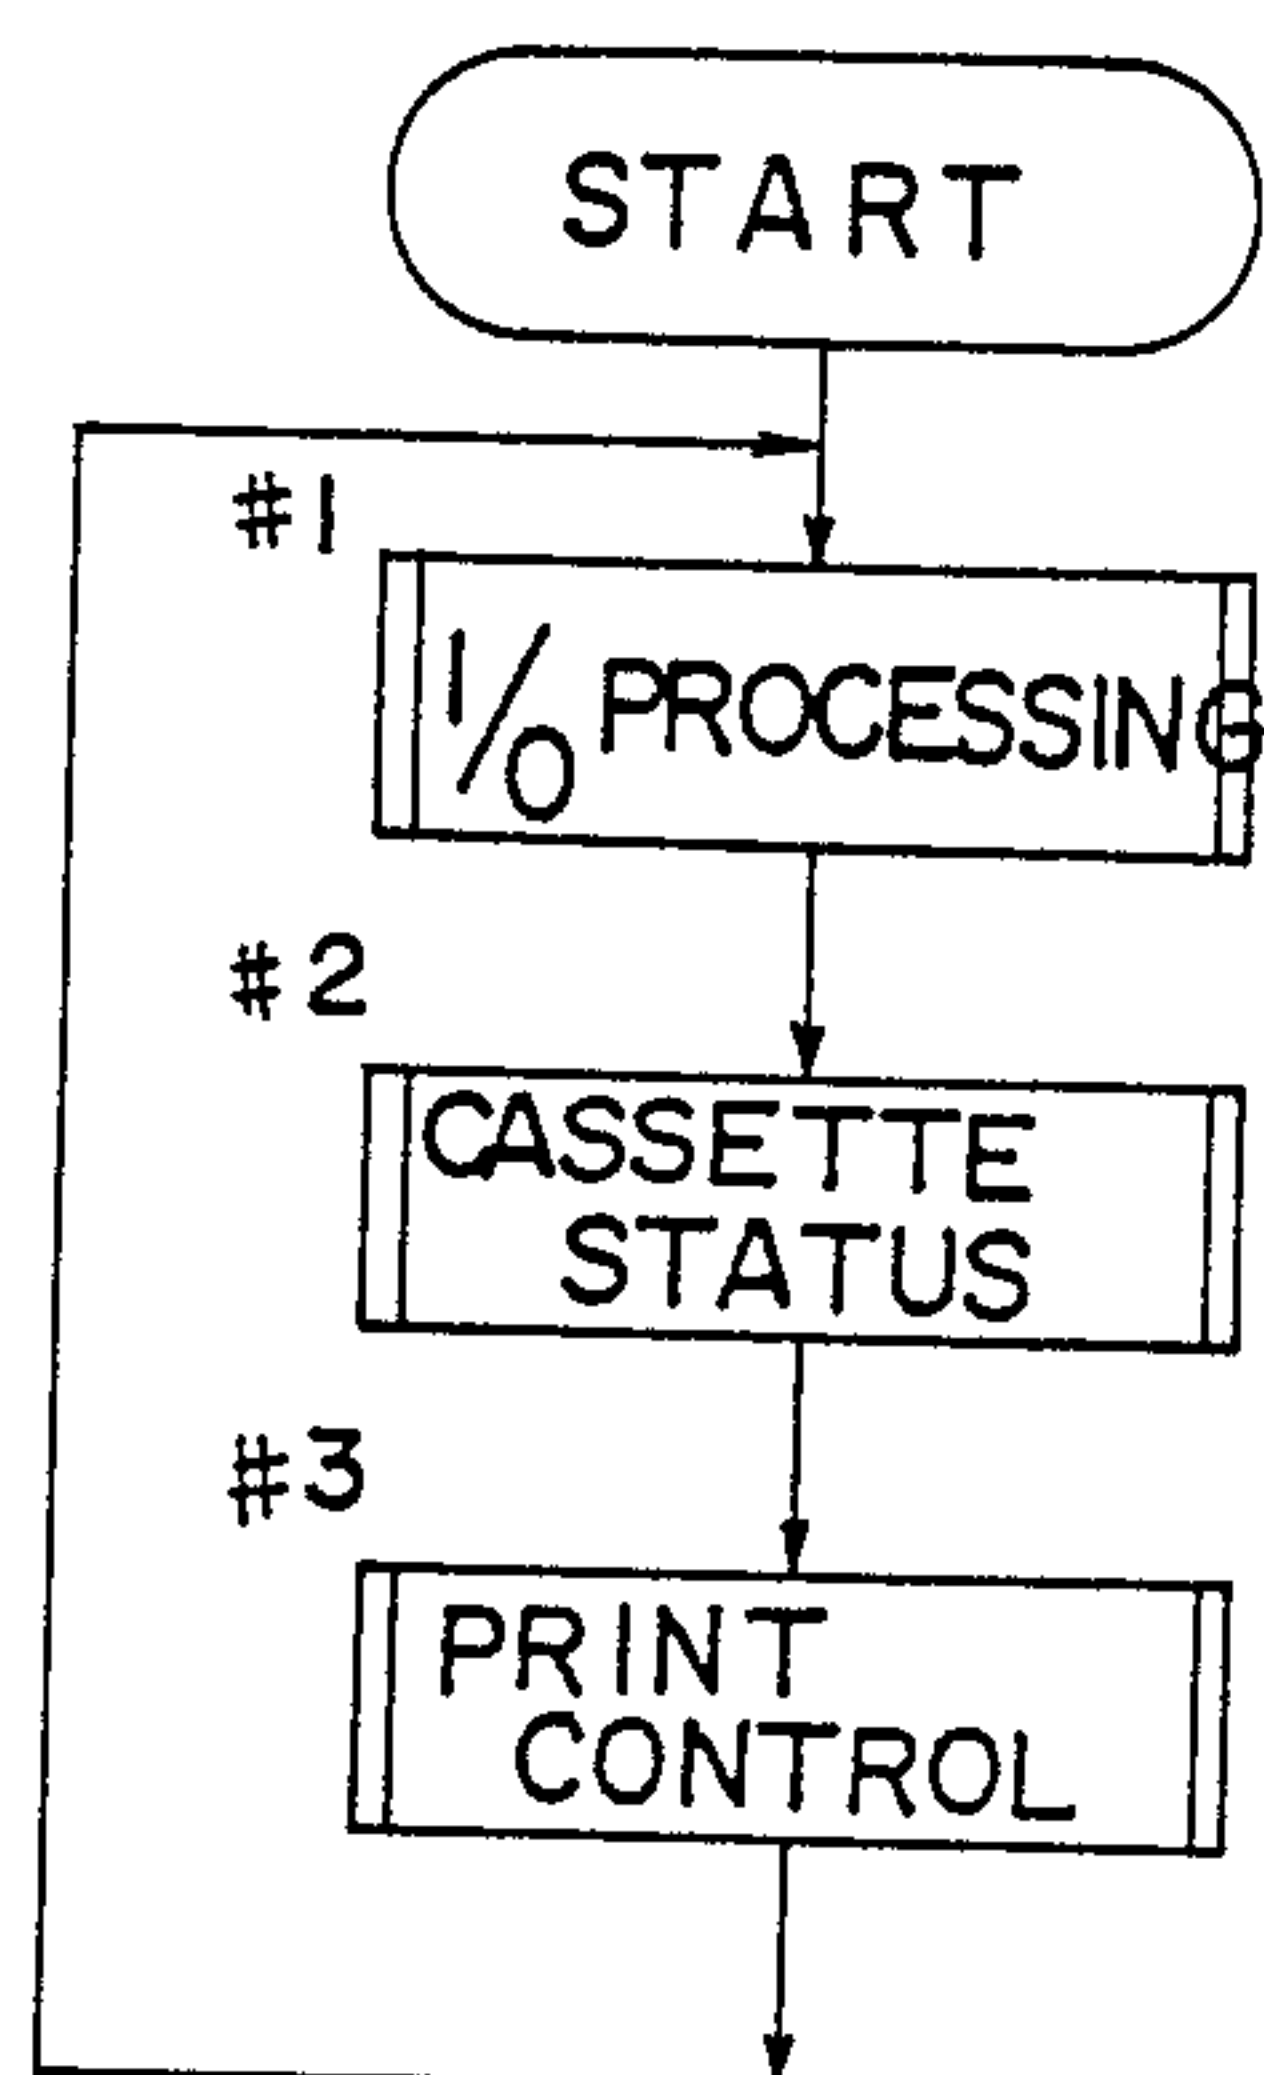 START
#1
I/O PROCESSING
#2
CASSETTE
STATUS
#3
PRINT
CONTROL